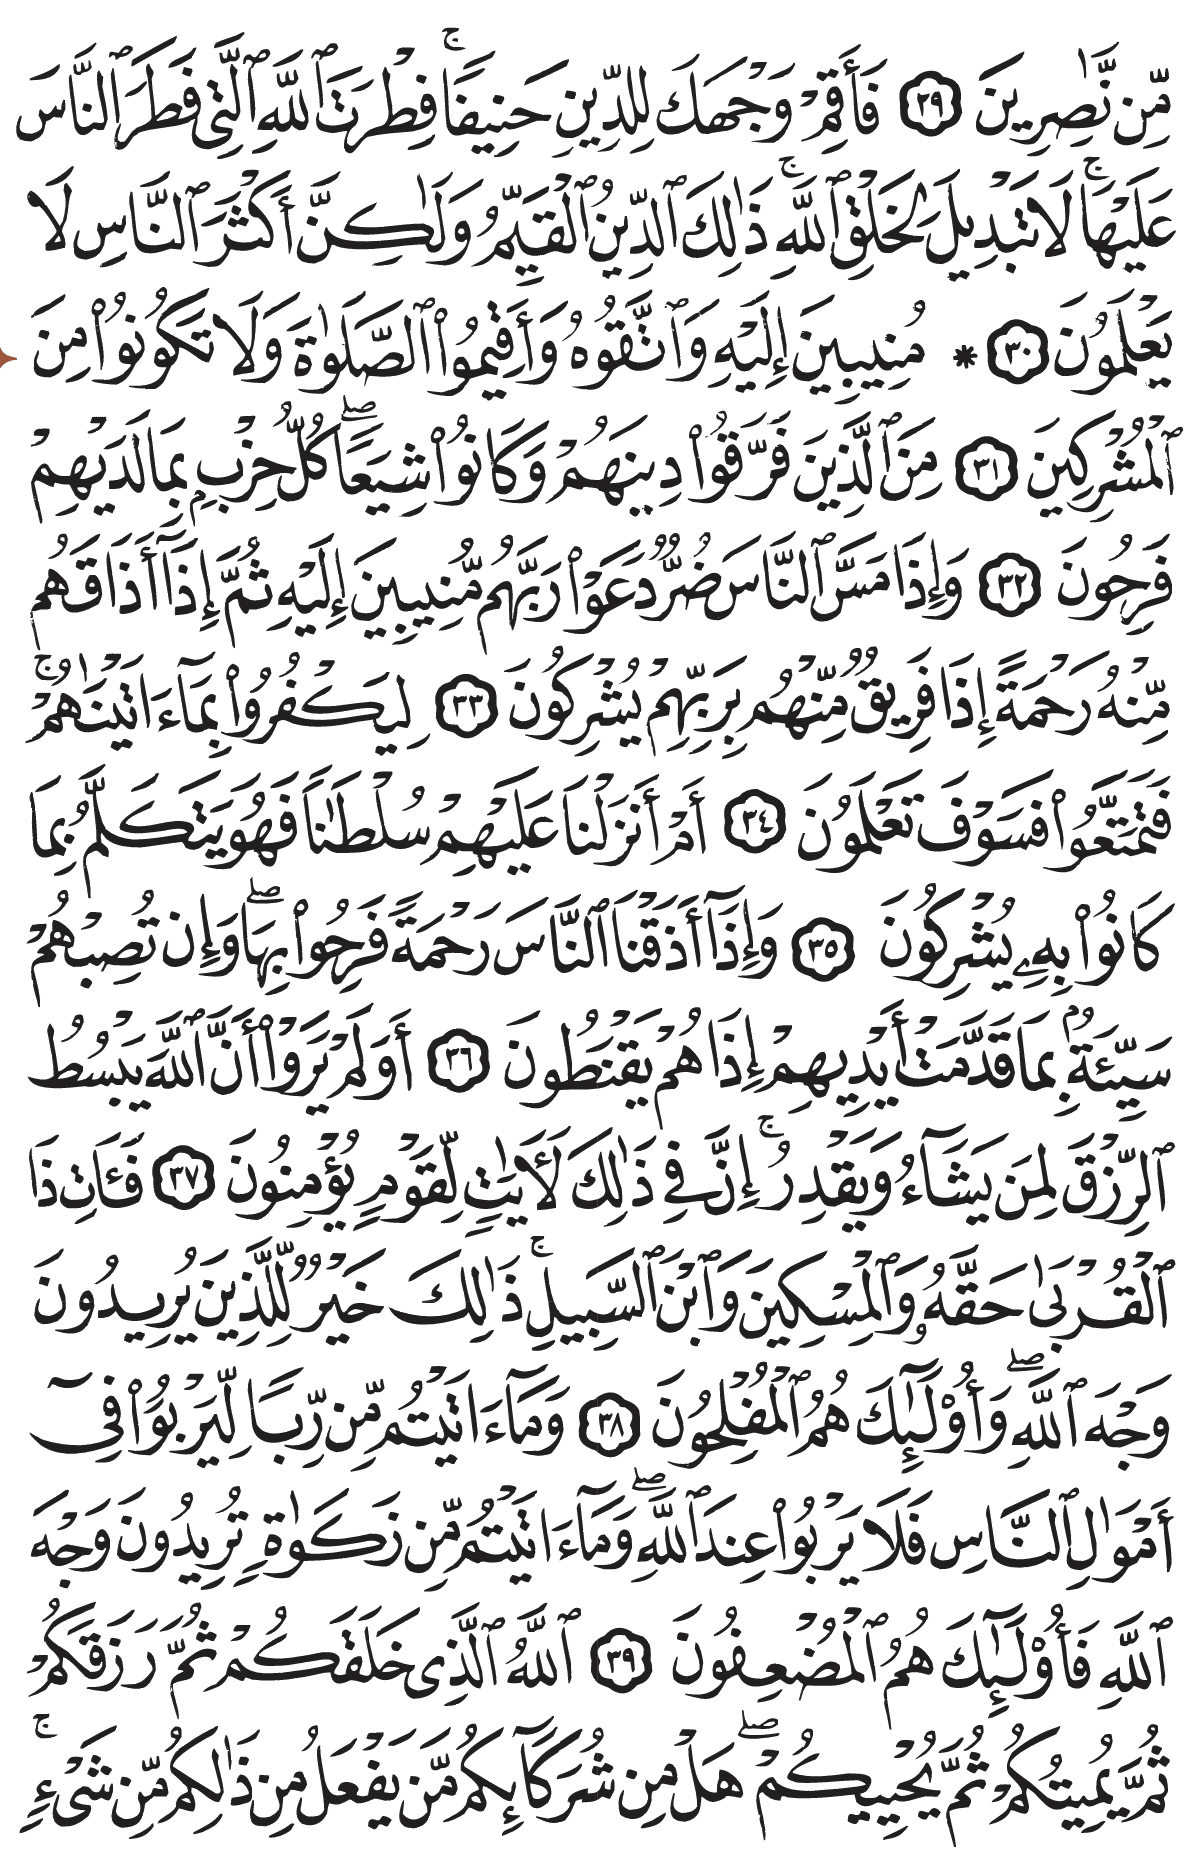 مِّن نَّـٰصِرِينَ ٢٩ فَأَقِمْ وَجْهَكَ لِلدِّينِ حَنِيفًا ۚ فِطْرَتَ ٱللَّهِ ٱلَّتِى فَطَرَ ٱلنَّاسَ
عَلَيْهَا ۚ لَا تَبْدِيلَ لِخَلْقِ ٱللَّهِ ۚ ذَٰلِكَ ٱلدِّينُ ٱلْقَيِّمُ وَلَـٰكِنَّ أَكْثَرَ ٱلنَّاسِ لَا
يَعْلَمُونَ ٣٠ * مُنِيبِينَ إِلَيْهِ وَٱتَّقُوهُ وَأَقِيمُوا۟ ٱلصَّلَوٰةَ وَلَا تَكُونُوا۟ مِنَ
ٱلْمُشْرِكِينَ ٣١ مِنَ ٱلَّذِينَ فَرَّقُوا۟ دِينَهُمْ وَكَانُوا۟ شِيَعًا ۖ كُلُّ حِزْبٍۭ بِمَا لَدَيْهِمْ
فَرِحُونَ ٣٢ وَإِذَا مَسَّ ٱلنَّاسَ ضُرٌّ دَعَوْا۟ رَبَّهُم مُّنِيبِينَ إِلَيْهِ ثُمَّ إِذَآ أَذَاقَهُم
مِّنْهُ رَحْمَةً إِذَا فَرِيقٌ مِّنْهُم بِرَبِّهِمْ يُشْرِكُونَ ٣٣ لِيَكْفُرُوا۟ بِمَآ ءَاتَيْنَـٰهُمْ ۚ
فَتَمَتَّعُوا۟ فَسَوْفَ تَعْلَمُونَ ٣٤ أَمْ أَنزَلْنَا عَلَيْهِمْ سُلْطَـٰنًا فَهُوَ يَتَكَلَّمُ بِمَا
كَانُوا۟ بِهِۦ يُشْرِكُونَ ٣٥ وَإِذَآ أَذَقْنَا ٱلنَّاسَ رَحْمَةً فَرِحُوا۟ بِهَا ۖ وَإِن تُصِبْهُمْ
سَيِّئَةٌۢ بِمَا قَدَّمَتْ أَيْدِيهِمْ إِذَا هُمْ يَقْنَطُونَ ٣٦ أَوَلَمْ يَرَوْا۟ أَنَّ ٱللَّهَ يَبْسُطُ
ٱلرِّزْقَ لِمَن يَشَآءُ وَيَقْدِرُ ۚ إِنَّ فِى ذَٰلِكَ لَـَٔايَـٰتٍ لِّقَوْمٍ يُؤْمِنُونَ ٣٧ فَـَٔاتِ ذَا
ٱلْقُرْبَىٰ حَقَّهُۥ وَٱلْمِسْكِينَ وَٱبْنَ ٱلسَّبِيلِ ۚ ذَٰلِكَ خَيْرٌ لِّلَّذِينَ يُرِيدُونَ
وَجْهَ ٱللَّهِ ۖ وَأُو۟لَـٰٓئِكَ هُمُ ٱلْمُفْلِحُونَ ٣٨ وَمَآ ءَاتَيْتُم مِّن رِّبًا لِّيَرْبُوَا۟ فِىٓ
أَمْوَٰلِ ٱلنَّاسِ فَلَا يَرْبُوا۟ عِندَ ٱللَّهِ ۖ وَمَآ ءَاتَيْتُم مِّن زَكَوٰةٍ تُرِيدُونَ وَجْهَ
ٱللَّهِ فَأُو۟لَـٰٓئِكَ هُمُ ٱلْمُضْعِفُونَ ٣٩ ٱللَّهُ ٱلَّذِى خَلَقَكُمْ ثُمَّ رَزَقَكُمْ
ثُمَّ يُمِيتُكُمْ ثُمَّ يُحْيِيكُمْ ۖ هَلْ مِن شُرَكَآئِكُم مَّن يَفْعَلُ مِن ذَٰلِكُم مِّن شَىْءٍ ۚ